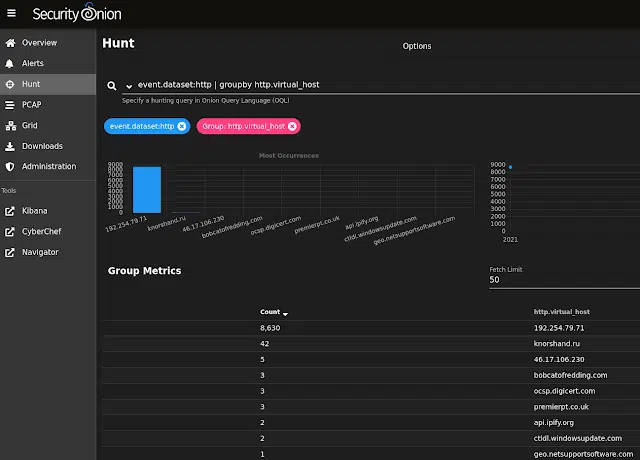 Security Onion
Overview
Alerts
Hunt
PCAP
Grid
Downloads
Administration
Tools
Kibana
CyberChef
Navigator
Hunt
Options
event.dataset:http | groupby http.virtual_host
Specify a hunting query in Onion Query Language (OQL)
event.dataset:http
Group: http.virtual_host
Most Occurrences
9000
8000
7000
6000
5000
4000
3000
2000
1000
0
192.254.79.71
knorshand.ru
46.17.106.230
bobcatofredding.com
ocsp.digicert.com
premierpt.co.uk
api.ipify.org
ctldl.windowsupdate.com
geo.netsupportsoftware.com
9000
8000
7000
6000
5000
4000
3000
2000
1000
0
2021
Group Metrics
Fetch Limit
50
Count http.virtual_host
8,630 192.254.79.71
42 knorshand.ru
5 46.17.106.230
3 bobcatofredding.com
3 ocsp.digicert.com
3 premierpt.co.uk
2 api.ipify.org
2 ctldl.windowsupdate.com
1 geo.netsupportsoftware.com